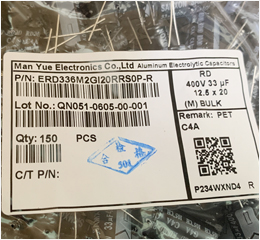 Man Yue Electronics Co.,Ltd Aluminum Electrolytic Capacitors
P/N: ERD336M2GI20RRS0P-R
RD
400V 33 µF
12.5 x 20
(M) BULK
Lot No.: QN051-0605-00-001
Remark: PET
C4A
Qty: 150 PCS
C/T P/N:
P234WXND4 R